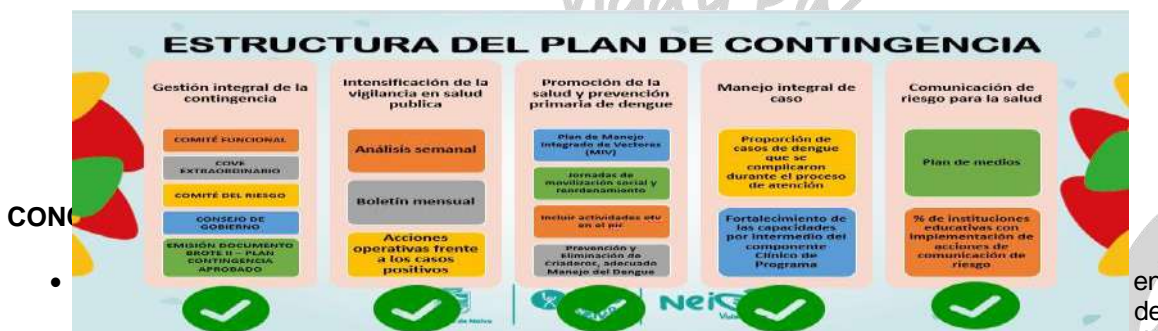 Vida y Paz
ESTRUCTURA DEL PLAN DE CONTINGENCIA
Gestión integral de la
contingencia
COMITÉ FUNCIONAL
COVE
EXTRAORDINARIO
COMITÉ DEL RIESGO
CONSEJO DE
GOBIERNO
EMISIÓN DOCUMENTO
BROTE II – PLAN
CONTINGENCIA
APROBADO
Intensificación de la
vigilancia en salud
publica
Análisis semanal
Boletín mensual
Acciones
operativas frente
a los casos
positivos
Promoción de la
salud y prevención
primaria de dengue
Plan de Manejo
Integrado de Vectores
(MIV)
Jornadas de
movilización social y
reordenamiento
Incluir actividades etv
en el pic
Prevención y
Eliminación de
Criaderos, adecuado
Manejo del Dengue
Manejo integral de
caso
Proporción de
casos de dengue
que se
complicaron
durante el proceso
de atención
Fortalecimiento de
las capacidades
por intermedio del
componente
Clínico de
Programa
Comunicación de
riesgo para la salud
Plan de medios
% de instituciones
educativas con
implementación de
acciones de
comunicación de
riesgo
CON
•
en
de
de Neiva
Nei